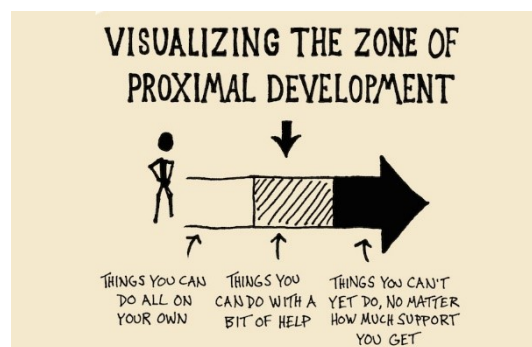 VISUALIZING THE ZONE OF
PROXIMAL DEVELOPMENT
THINGS YOU CAN
DO ALL ON
YOUR OWN
THINGS YOU
CAN DO WITH A
BIT OF HELP
THINGS YOU CAN'T
YET DO, NO MATTER
HOW MUCH SUPPORT
YOU GET